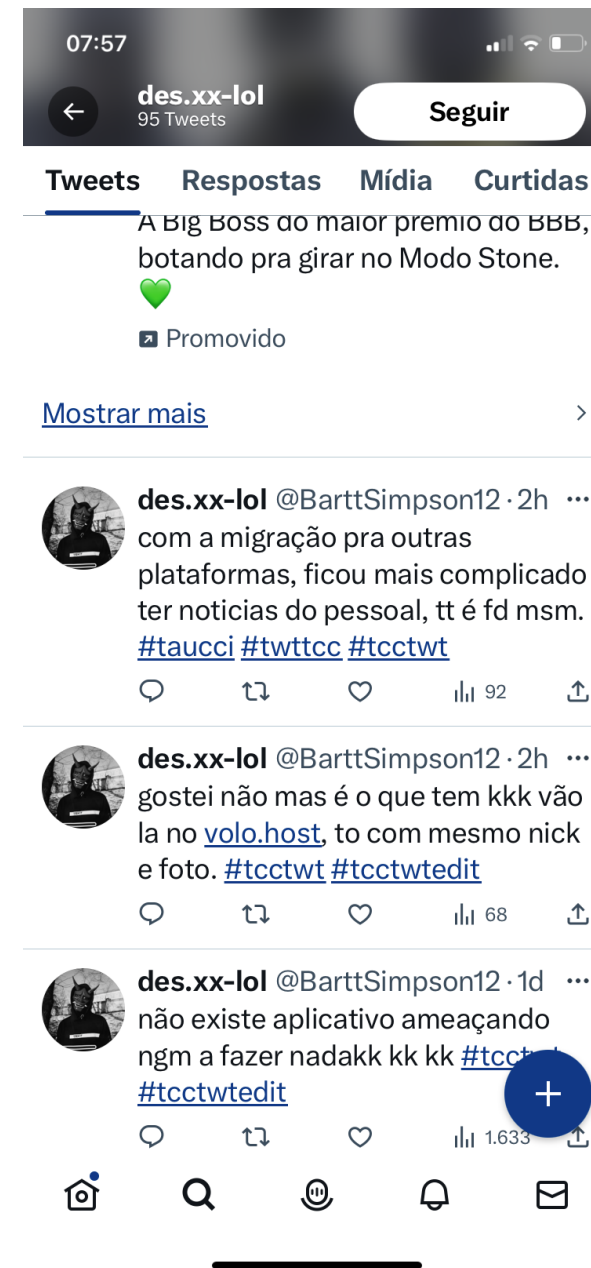 07:57
des.xx-lol
95 Tweets
Seguir
Tweets Respostas Mídia Curtidas
A Big Boss do maior prêmio do BBB,
botando pra girar no Modo Stone.
💚
Promovido
Mostrar mais
des.xx-lol @BarttSimpson12 · 2h
com a migração pra outras
plataformas, ficou mais complicado
ter noticias do pessoal, tt é fd msm.
#taucci #twttcc #tcctwt
92
des.xx-lol @BarttSimpson12 · 2h
gostei não mas é o que tem kkk vão
la no volo.host, to com mesmo nick
e foto. #tcctwt #tcctwtedit
68
des.xx-lol @BarttSimpson12 · 1d
não existe aplicativo ameaçando
ngm a fazer nadakk kk kk #tcctwt
#tcctwtedit
1.633